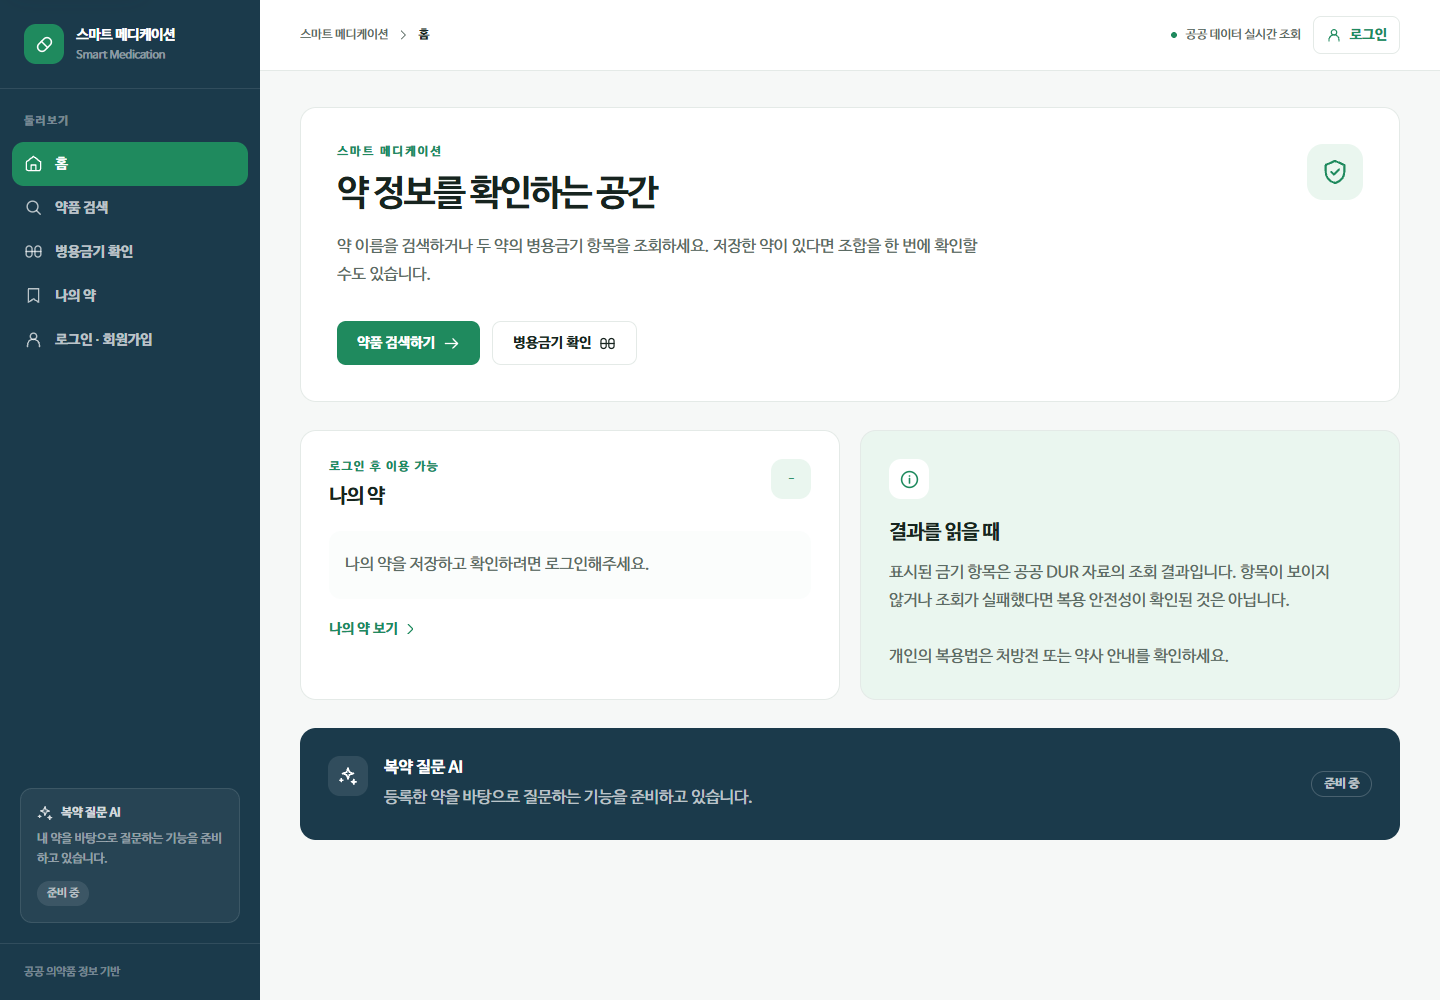 스마트 메디케이션
Smart Medication
둘러보기
홈
약품 검색
병용금기 확인
나의 약
로그인 · 회원가입
복약 질문 AI
내 약을 바탕으로 질문하는 기능을 준비
하고 있습니다.
준비 중
공공 의약품 정보 기반
스마트 메디케이션 > 홈
공공 데이터 실시간 조회
로그인
스마트 메디케이션
약 정보를 확인하는 공간
약 이름을 검색하거나 두 약의 병용금기 항목을 조회하세요. 저장한 약이 있다면 조합을 한 번에 확인할
수도 있습니다.
약품 검색하기 →
병용금기 확인
로그인 후 이용 가능
나의 약
-
나의 약을 저장하고 확인하려면 로그인해주세요.
나의 약 보기 >
결과를 읽을 때
표시된 금기 항목은 공공 DUR 자료의 조회 결과입니다. 항목이 보이지
않거나 조회가 실패했다면 복용 안전성이 확인된 것은 아닙니다.
개인의 복용법은 처방전 또는 약사 안내를 확인하세요.
복약 질문 AI
등록한 약을 바탕으로 질문하는 기능을 준비하고 있습니다.
준비 중